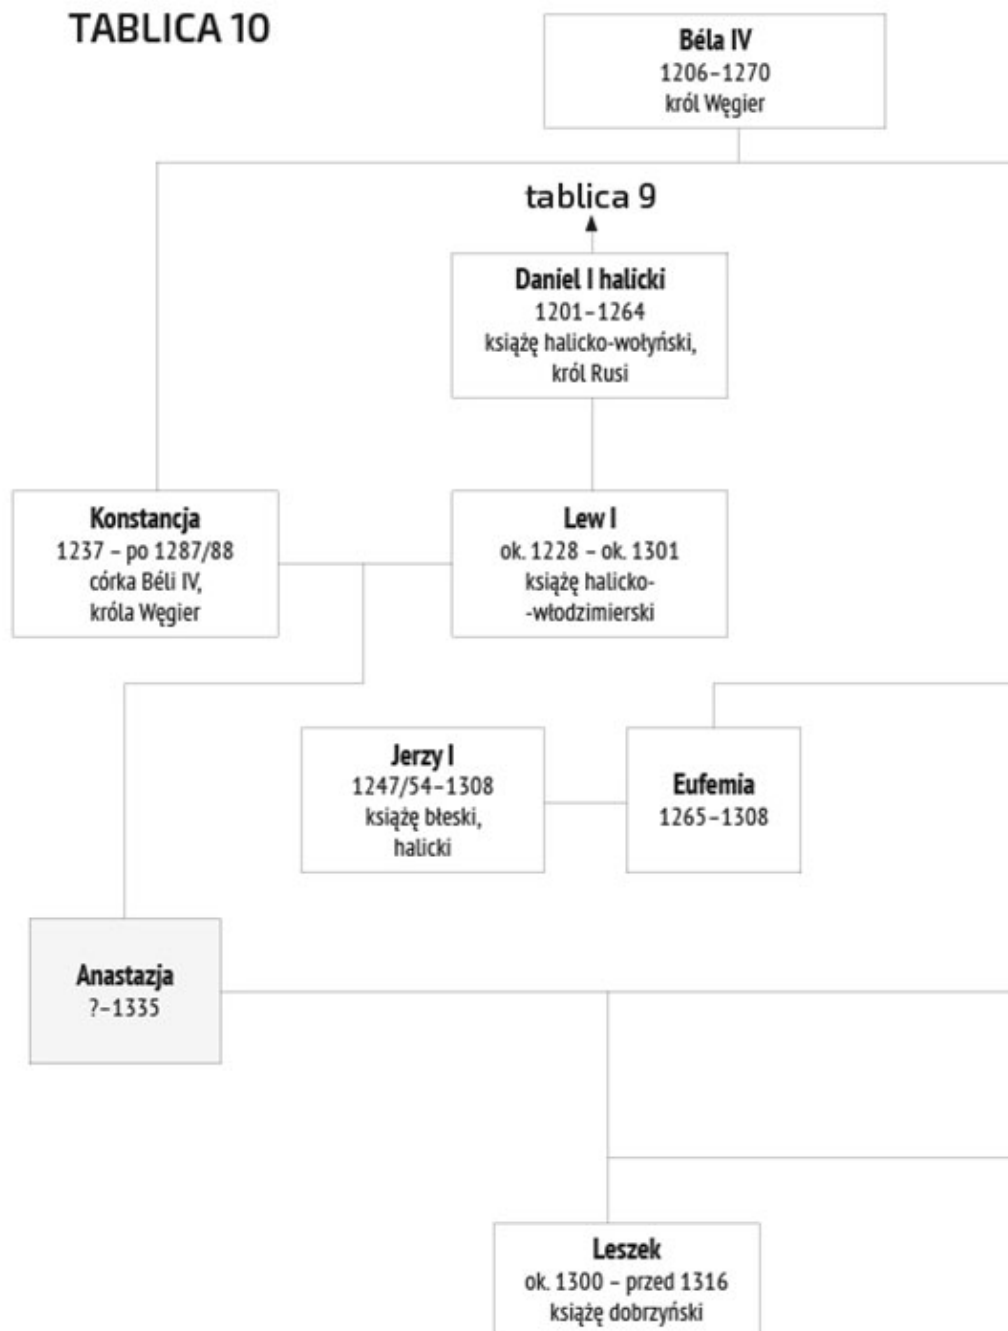 TABLICA 10
Béla IV
1206–1270
król Węgier
tablica 9
Daniel I halicki
1201–1264
książę halicko-wołyński,
król Rusi
Konstancja
1237 – po 1287/88
córka Béli IV,
króla Węgier
Lew I
ok. 1228 – ok. 1301
książę halicko-
-włodzimierski
Jerzy I
1247/54–1308
książę błeski,
halicki
Eufemia
1265–1308
Anastazja
?–1335
Leszek
ok. 1300 – przed 1316
książę dobrzyński